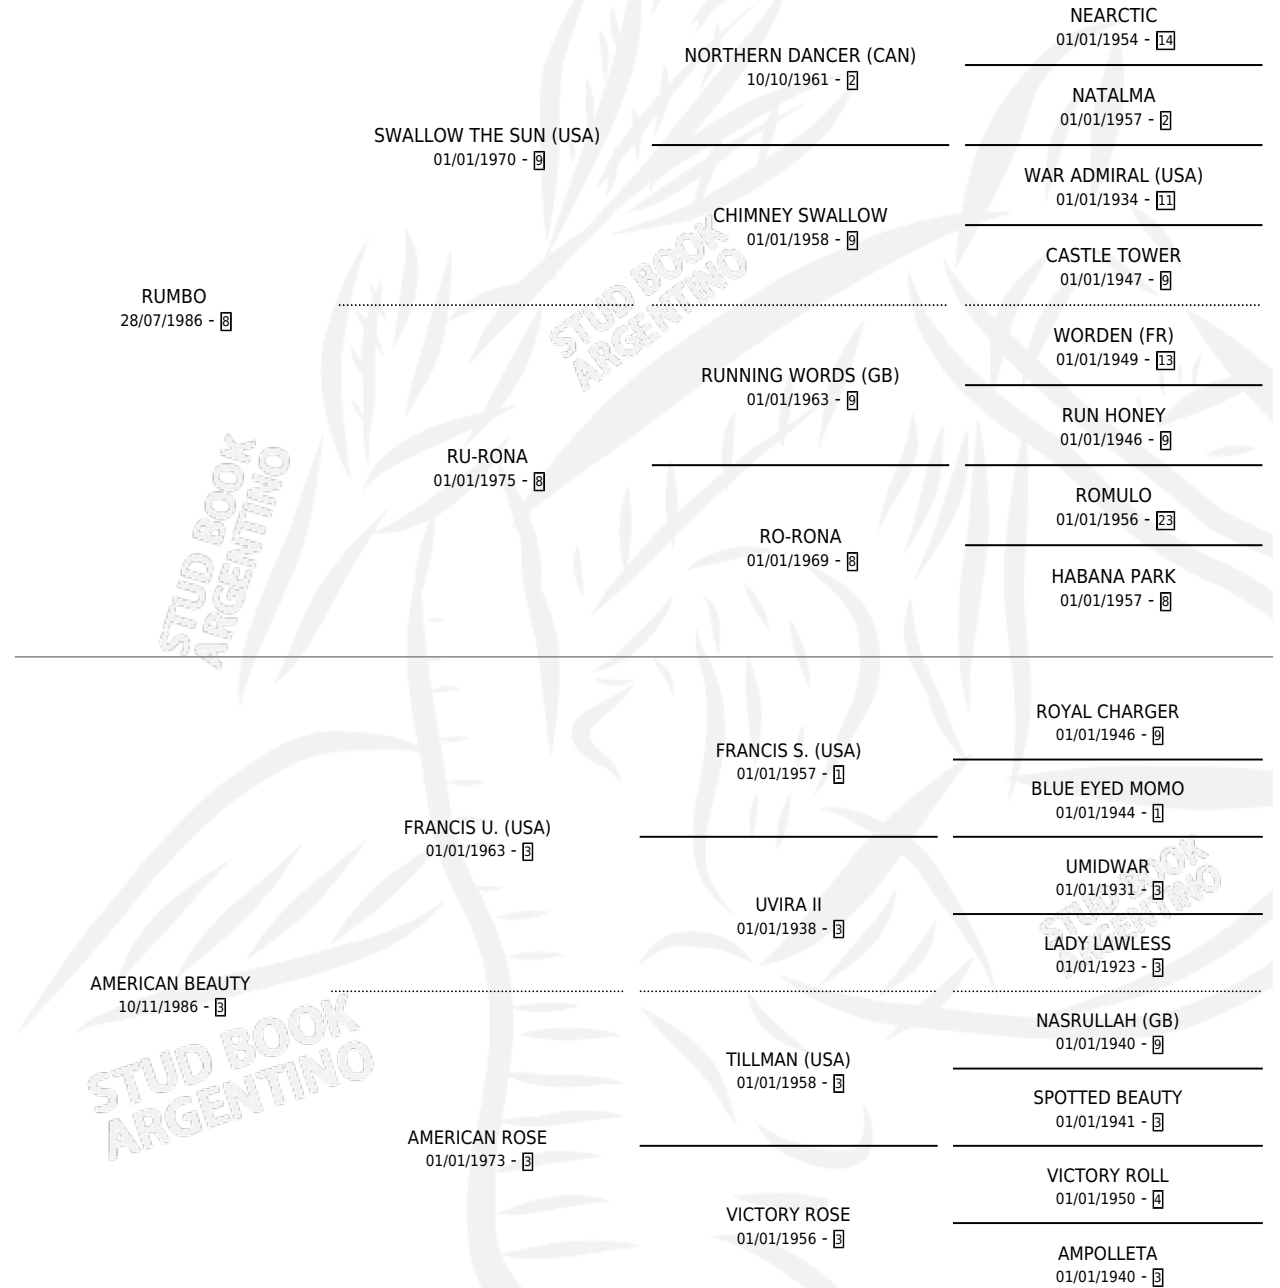 NEARCTIC
01/01/1954 - 14
NORTHERN DANCER (CAN)
10/10/1961 - 2
NATALMA
01/01/1957 - 2
SWALLOW THE SUN (USA)
01/01/1970 - 9
WAR ADMIRAL (USA)
01/01/1934 - 11
CHIMNEY SWALLOW
01/01/1958 - 9
CASTLE TOWER
01/01/1947 - 9
STUD BOOK
ARGENTINO
RUMBO
28/07/1986 - 8
WORDEN (FR)
01/01/1949 - 13
RUNNING WORDS (GB)
01/01/1963 - 9
RUN HONEY
01/01/1946 - 9
RU-RONA
01/01/1975 - 8
ROMULO
01/01/1956 - 23
RO-RONA
01/01/1969 - 8
HABANA PARK
01/01/1957 - 8
STUD BOOK
ARGENTINO
ROYAL CHARGER
01/01/1946 - 9
FRANCIS S. (USA)
01/01/1957 - 1
BLUE EYED MOMO
01/01/1944 - 1
FRANCIS U. (USA)
01/01/1963 - 3
UMIDWAR
01/01/1931 - 3
UVIRA II
01/01/1938 - 3
LADY LAWLESS
01/01/1923 - 3
STUD BOOK
ARGENTINO
AMERICAN BEAUTY
10/11/1986 - 3
NASRULLAH (GB)
01/01/1940 - 9
TILLMAN (USA)
01/01/1958 - 3
SPOTTED BEAUTY
01/01/1941 - 3
STUD BOOK
ARGENTINO
AMERICAN ROSE
01/01/1973 - 3
VICTORY ROLL
01/01/1950 - 4
VICTORY ROSE
01/01/1956 - 3
AMPOLLETA
01/01/1940 - 3